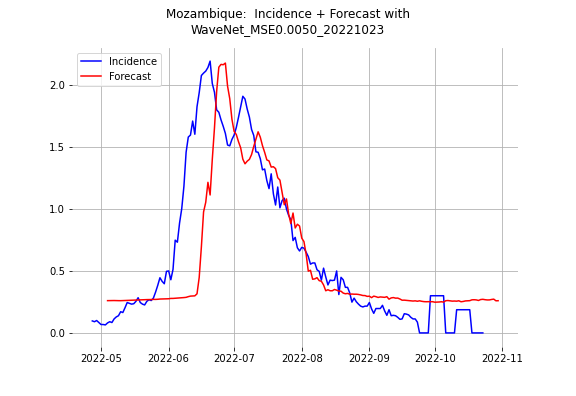 Mozambique:  Incidence + Forecast with
WaveNet_MSE0.0050_20221023
Incidence
Forecast
2.0
1.5
1.0
0.5
0.0
2022-05 2022-06 2022-07 2022-08 2022-09 2022-10 2022-11